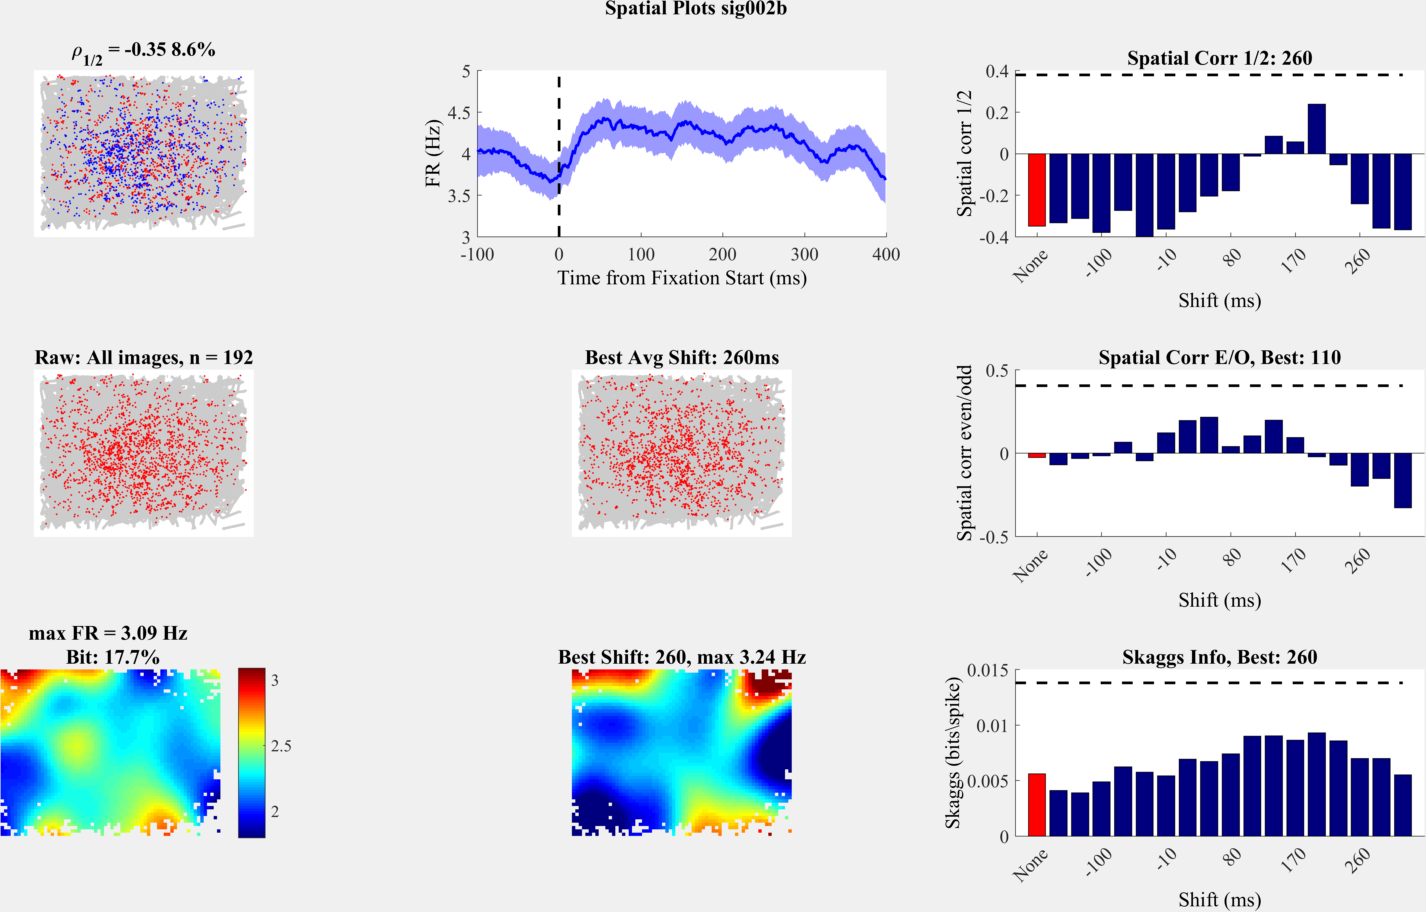 Spatial Plots sig002b
ρ1/2 = -0.35 8.6%
5
4.5
4
3.5
3
FR (Hz)
-100
0
100
200
300
400
Time from Fixation Start (ms)
Spatial Corr 1/2: 260
0.4
0.2
0
-0.2
-0.4
Spatial corr 1/2
None
-100
-10
80
170
260
Shift (ms)
Raw: All images, n = 192
Best Avg Shift: 260ms
Spatial Corr E/O, Best: 110
0.5
0
-0.5
Spatial corr even/odd
None
-100
-10
80
170
260
Shift (ms)
max FR = 3.09 Hz
Bit: 17.7%
3
2.5
2
Best Shift: 260, max 3.24 Hz
Skaggs Info, Best: 260
0.015
0.01
0.005
0
Skaggs (bits\spike)
None
-100
-10
80
170
260
Shift (ms)